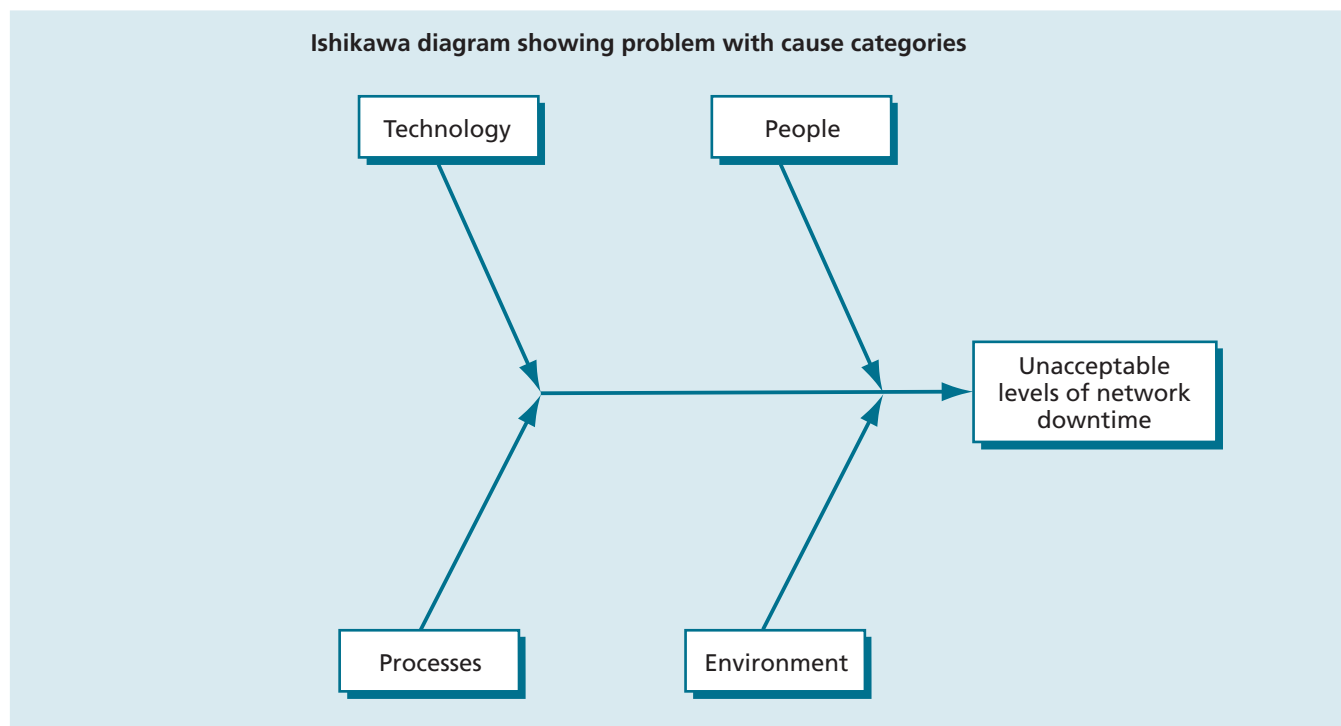 Ishikawa diagram showing problem with cause categories
Technology
People
Unacceptable
levels of network
downtime
Processes
Environment